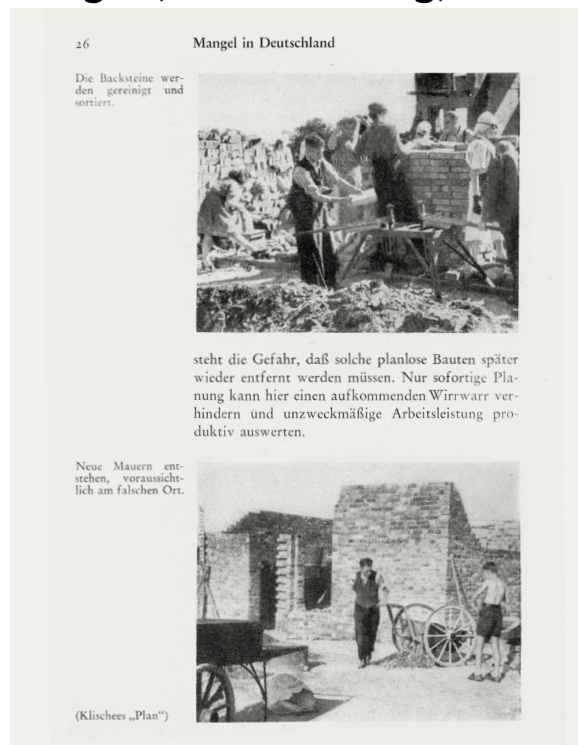 26
Mangel in Deutschland
Die Backsteine wer-
den gereinigt und
sortiert.
steht die Gefahr, daß solche planlose Bauten später
wieder entfernt werden müssen. Nur sofortige Pla-
nung kann hier einen aufkommenden Wirrwarr ver-
hindern und unzweckmäßige Arbeitsleistung pro-
duktiv auswerten.
Neue Mauern ent-
stehen, voraussicht-
lich am falschen Ort.
(Klischees „Plan“)